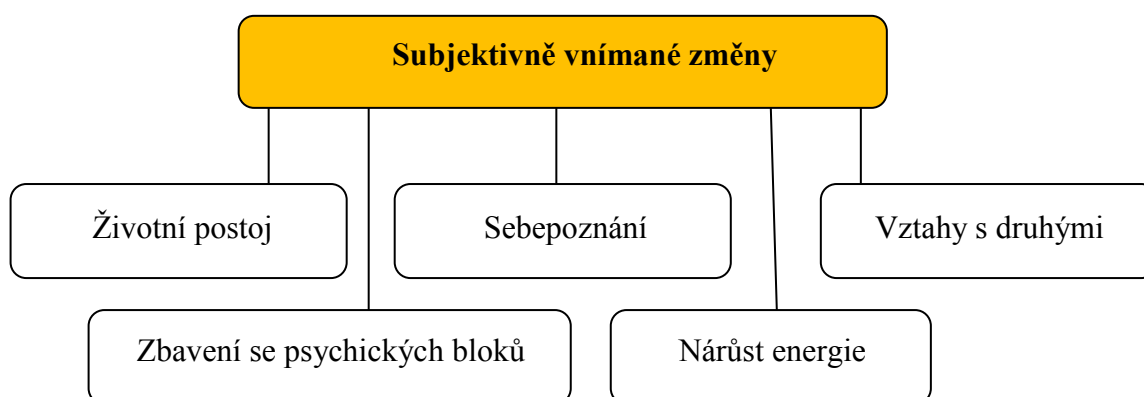 Subjektivně vnímané změny
Životní postoj
Sebepoznání
Vztahy s druhými
Zbavení se psychických bloků
Nárůst energie